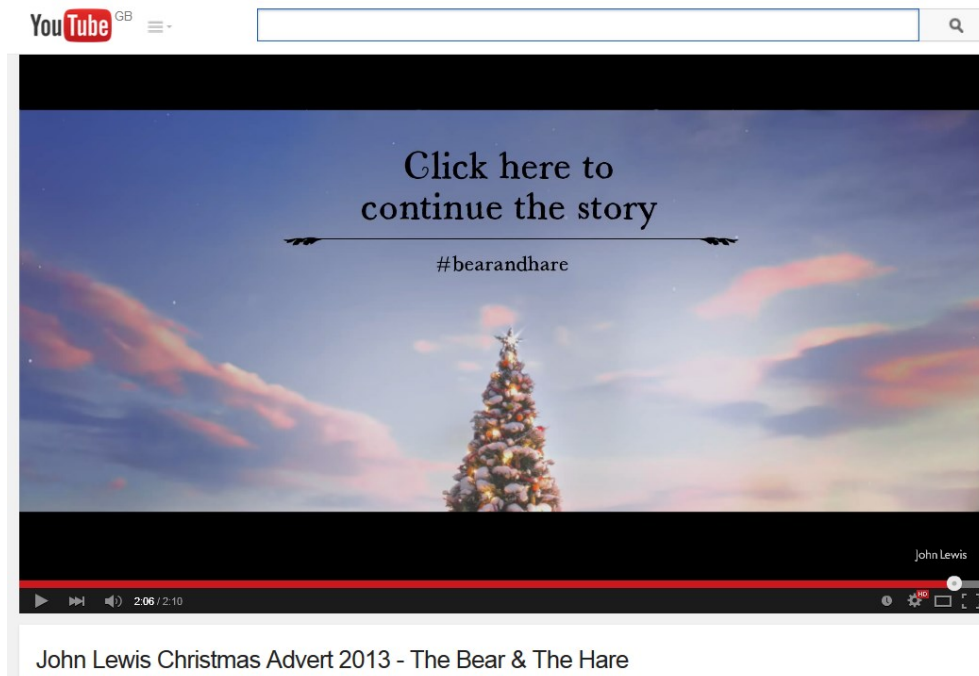 YouTube GB
Click here to
continue the story
#bearandhare
John Lewis
HD
2:06 / 2:10
John Lewis Christmas Advert 2013 - The Bear & The Hare